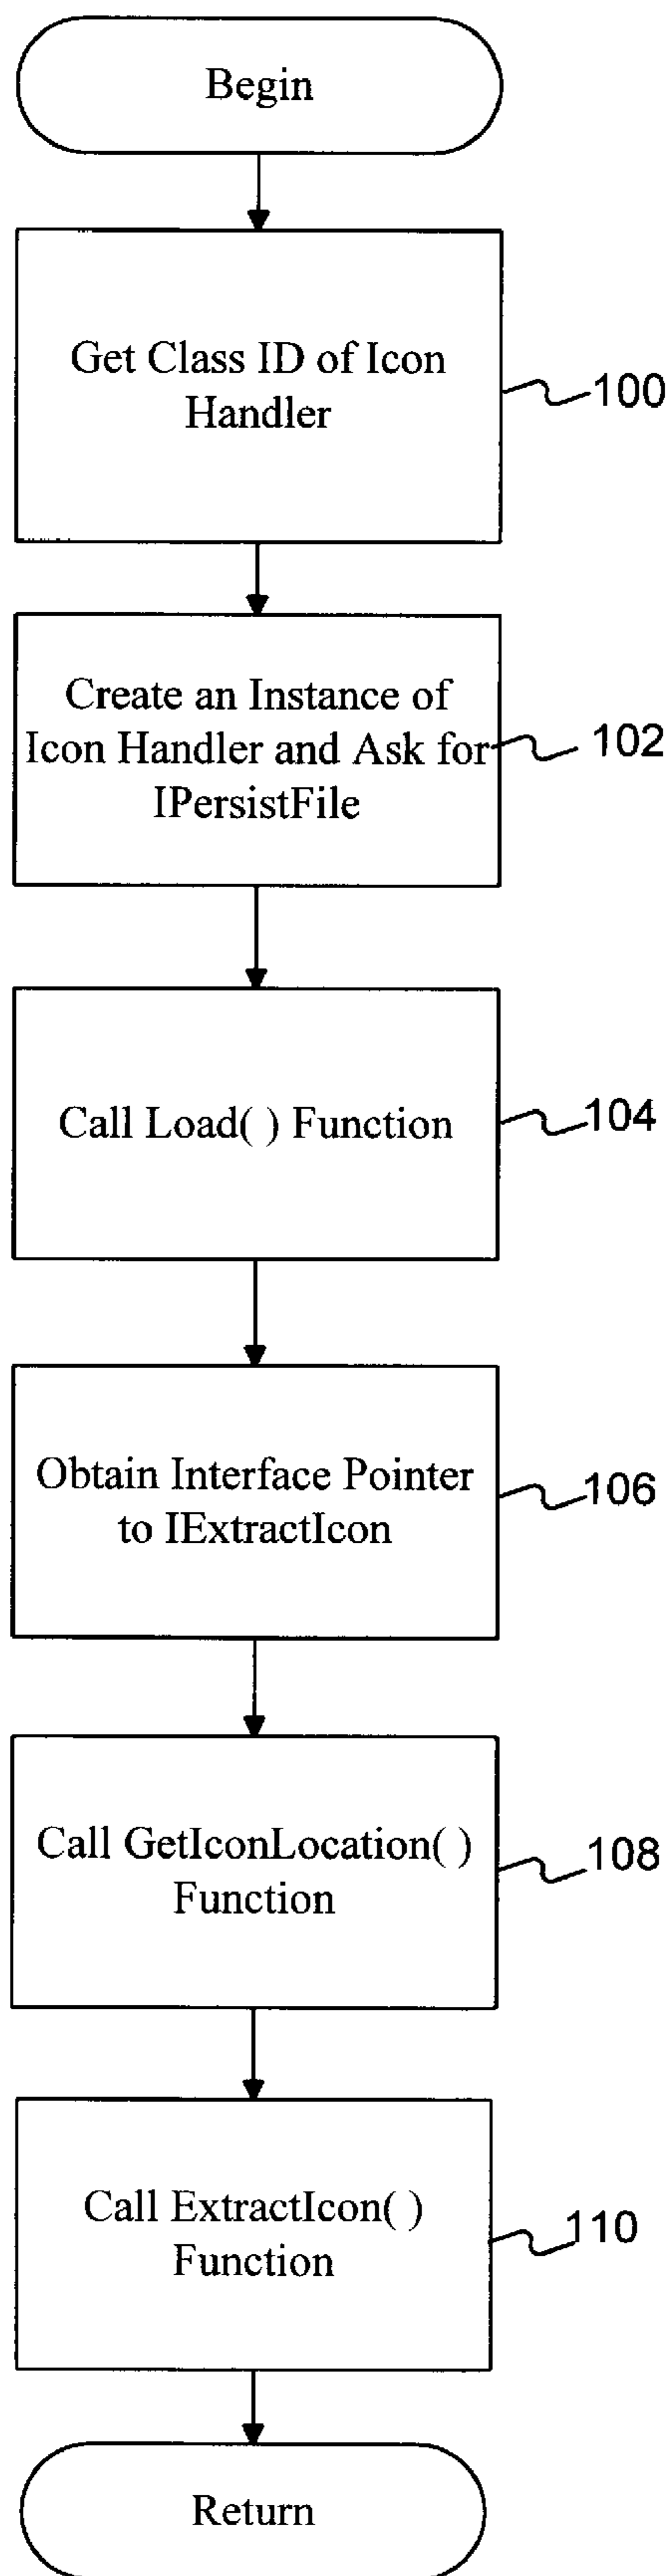 Begin
Get Class ID of Icon
Handler
100
Create an Instance of
Icon Handler and Ask for
IPersistFile
102
Call Load( ) Function
104
Obtain Interface Pointer
to IExtractIcon
106
Call GetIconLocation( )
Function
108
Call ExtractIcon( )
Function
110
Return